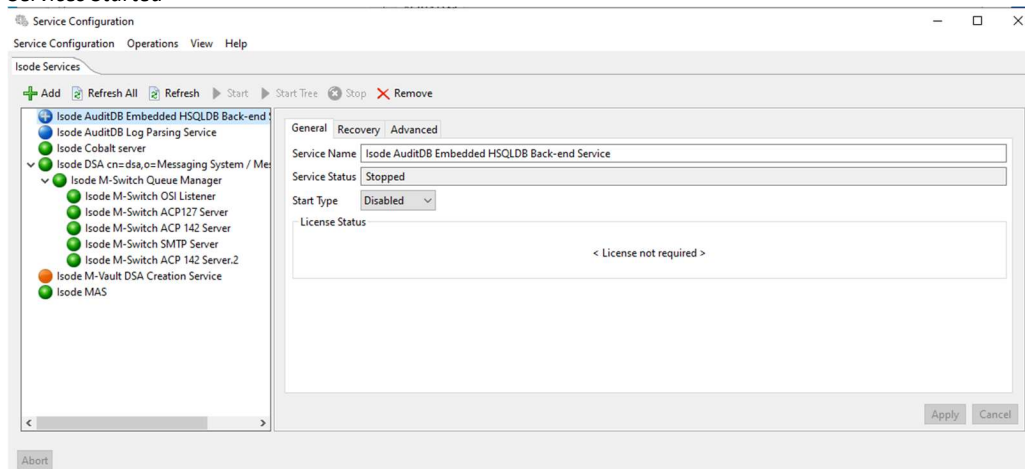 Services Started
Service Configuration
Service Configuration Operations View Help
Isode Services
Add Refresh All Refresh Start Start Tree Stop Remove
Isode AuditDB Embedded HSQLDB Back-end
Isode AuditDB Log Parsing Service
Isode Cobalt server
Isode DSA cn=dsa,o=Messaging System /
Isode M-Switch Queue Manager
Isode M-Switch OSI Listener
Isode M-Switch ACP127 Server
Isode M-Switch ACP 142 Server
Isode M-Switch SMTP Server
Isode M-Switch ACP 142 Server.2
Isode M-Vault DSA Creation Service
Isode MAS
General Recovery Advanced
Service Name Isode AuditDB Embedded HSQLDB Back-end Service
Service Status Stopped
Start Type Disabled
License Status
< License not required >
Apply Cancel
Abort